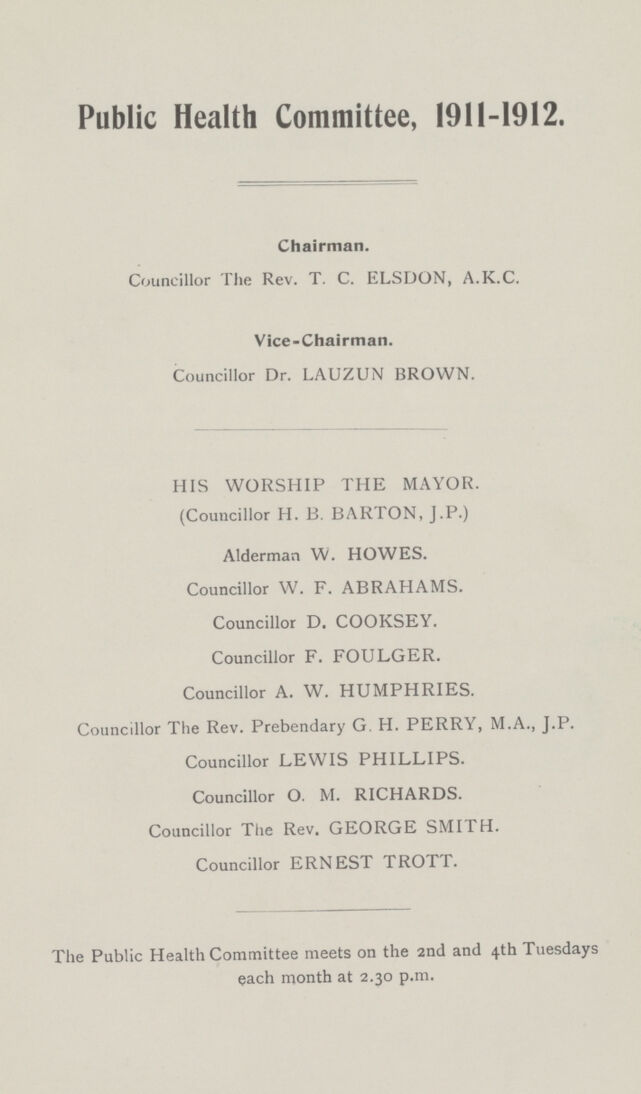 Public Health Committee, 1911-1912.
Chairman.
Councillor The Rev. T. C. ELSDON, A.K.C.
Vice-Chairman.
Councillor Dr. LAUZUN BROWN.
HIS WORSHIP THE MAYOR.
(Councillor H. B. BARTON, J.P.)
Alderman W. HOWES.
Councillor W. F. ABRAHAMS.
Councillor D. COOKSEY.
Councillor F. FOULGER.
Councillor A. W. HUMPHRIES.
Councillor The Rev. Prebendary G. H. PERRY, M.A., J.P.
Councillor LEWIS PHILLIPS.
Councillor O. M. RICHARDS.
Councillor The Rev. GEORGE SMITH.
Councillor ERNEST TROTT.
The Public Health Committee meets on the 2nd and 4th Tuesdays
each month at 2.30 p.m.